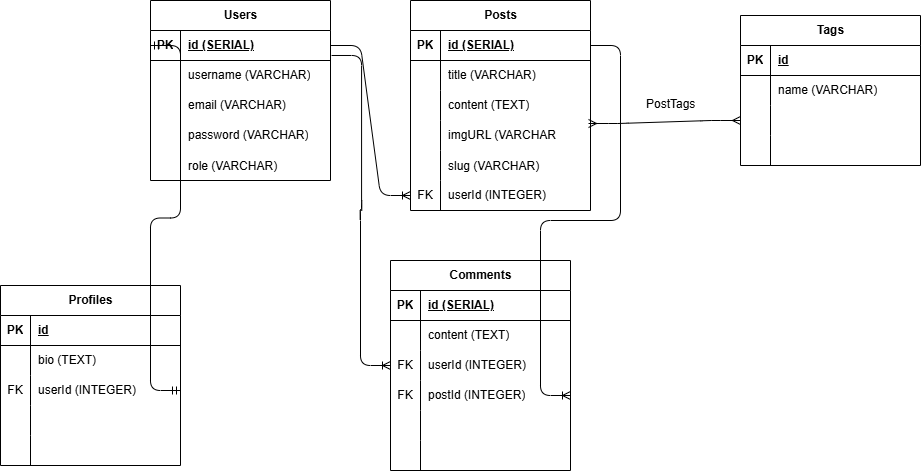 Users
PK id (SERIAL)
username (VARCHAR)
email (VARCHAR)
password (VARCHAR)
role (VARCHAR)
Posts
PK id (SERIAL)
title (VARCHAR)
content (TEXT)
imgURL (VARCHAR
slug (VARCHAR)
FK userId (INTEGER)
PostTags
Tags
PK id
name (VARCHAR)
Profiles
PK id
bio (TEXT)
FK userId (INTEGER)
Comments
PK id (SERIAL)
content (TEXT)
FK userId (INTEGER)
FK postId (INTEGER)